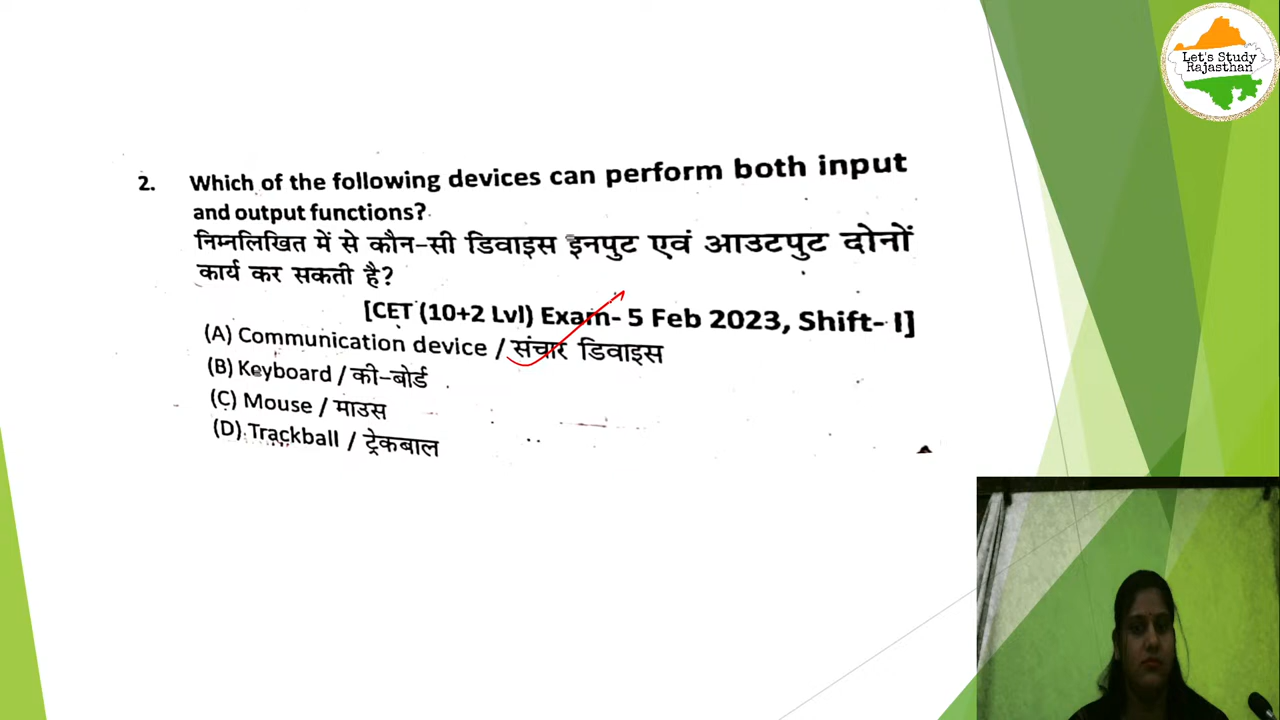 Let's Study
Rajasthan
2. Which of the following devices can perform both input
and output functions?
निम्नलिखित में से कौन-सी डिवाइस इनपुट एवं आउटपुट दोनों
कार्य कर सकती है?
[CET (10+2 Lvl) Exam- 5 Feb 2023, Shift- I]
(A) Communication device / संचार डिवाइस
(B) Keyboard / की-बोर्ड
(C) Mouse / माउस
(D) Trackball / ट्रेकबाल